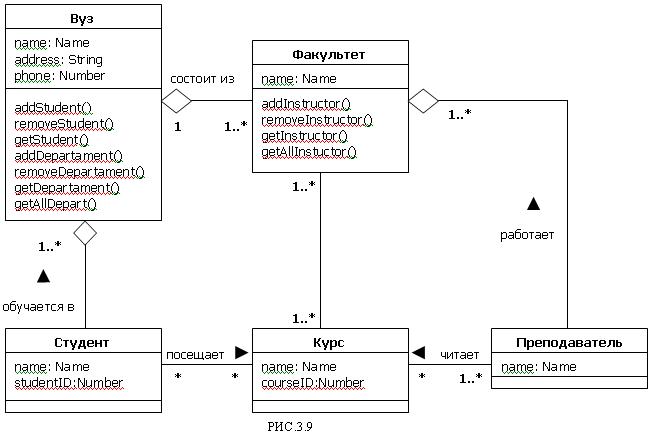 Вуз
name: Name
address: String
phone: Number
addStudent()
removeStudent()
getStudent()
addDepartament()
removeDepartament()
getDepartament()
getAllDepart()
состоит из
1
1..*
Факультет
name: Name
addInstructor()
removeInstructor()
getInstructor()
getAllInstuctor()
1..*
1..*
1..*
обучается в
работает
1..*
Студент
name: Name
studentID:Number
посещает
*
*
Курс
name: Name
courseID:Number
читает
*
1..*
Преподаватель
name: Name
РИС.3.9